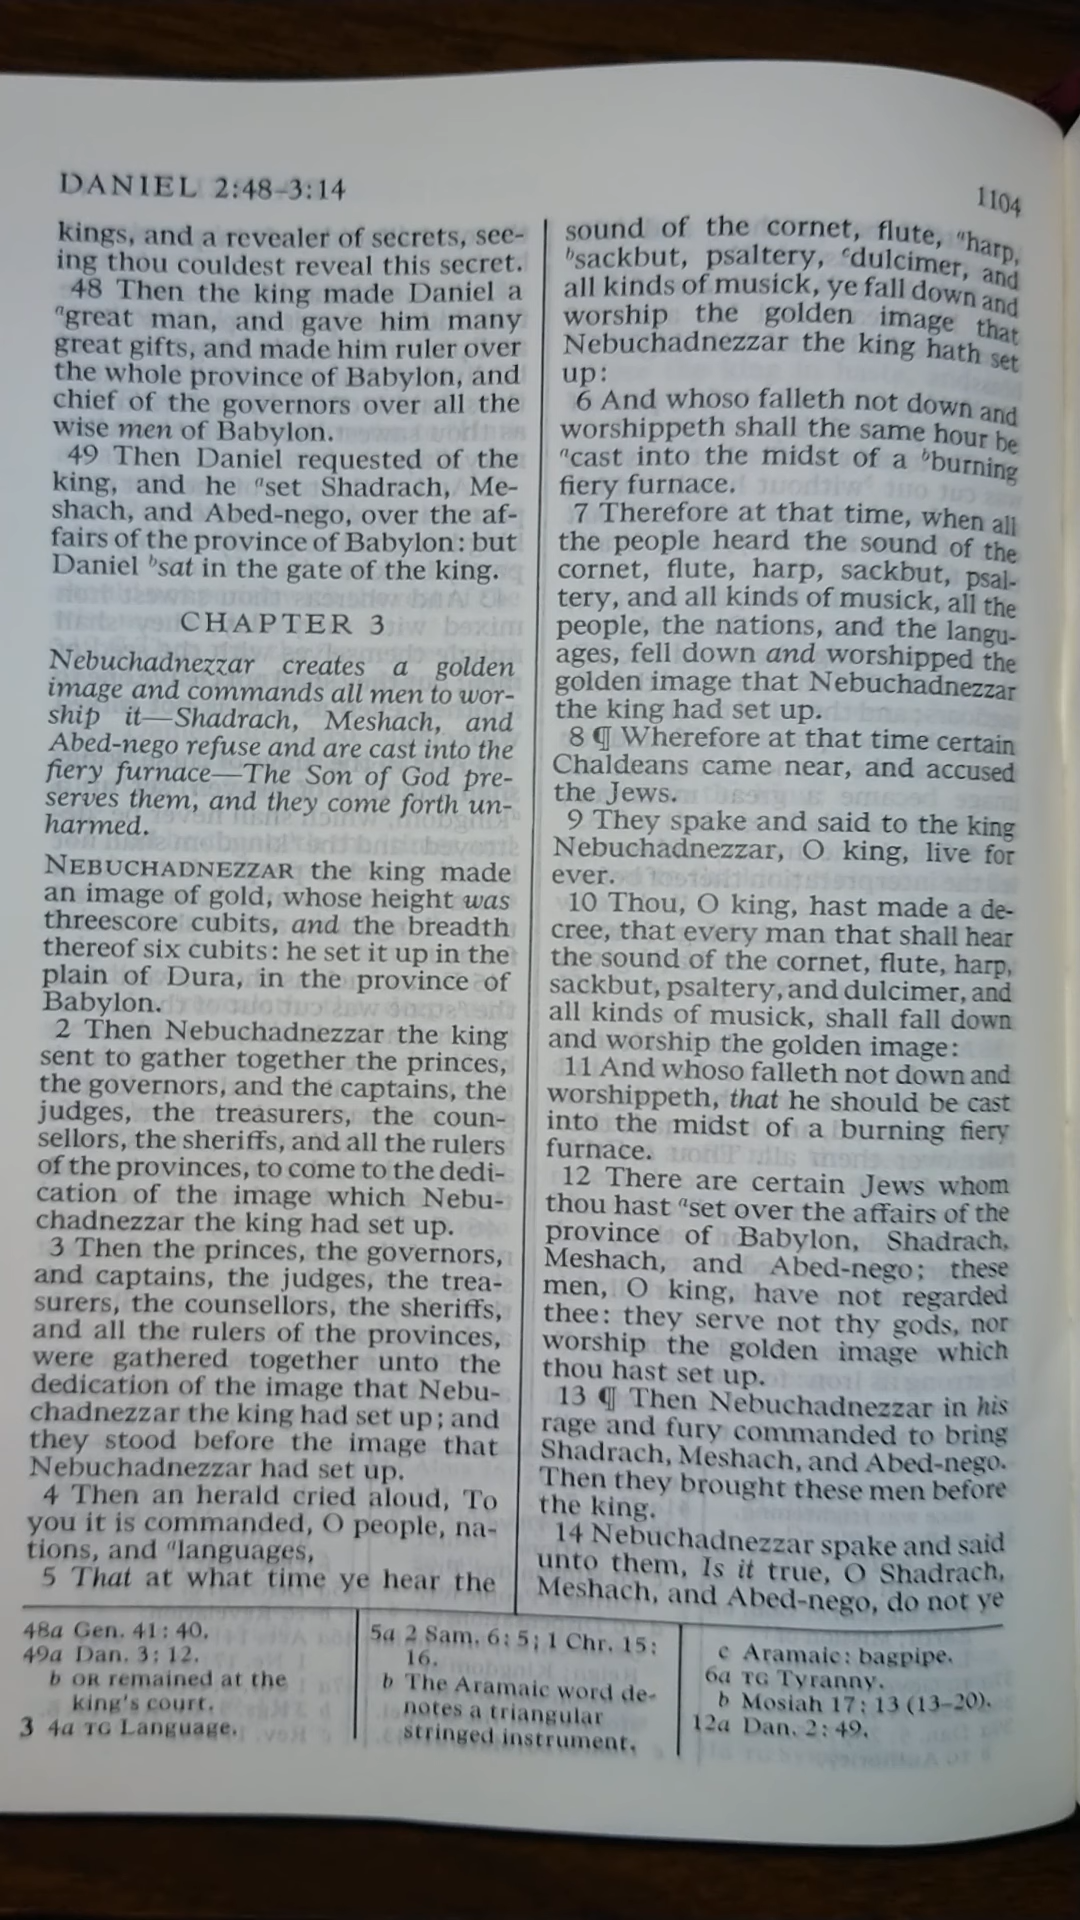 DANIEL 2:48–3:14
1104
kings, and a revealer of secrets, see-
ing thou couldest reveal this secret.
48 Then the king made Daniel a
ᵃgreat man, and gave him many
great gifts, and made him ruler over
the whole province of Babylon, and
chief of the governors over all the
wise men of Babylon.
49 Then Daniel requested of the
king, and he ᵃset Shadrach, Me-
shach, and Abed-nego, over the af-
fairs of the province of Babylon: but
Daniel ᵇsat in the gate of the king.
CHAPTER 3
Nebuchadnezzar creates a golden
image and commands all men to wor-
ship it—Shadrach, Meshach, and
Abed-nego refuse and are cast into the
fiery furnace—The Son of God pre-
serves them, and they come forth un-
harmed.
NEBUCHADNEZZAR the king made
an image of gold, whose height was
threescore cubits, and the breadth
thereof six cubits: he set it up in the
plain of Dura, in the province of
Babylon.
2 Then Nebuchadnezzar the king
sent to gather together the princes,
the governors, and the captains, the
judges, the treasurers, the coun-
sellors, the sheriffs, and all the rulers
of the provinces, to come to the dedi-
cation of the image which Nebu-
chadnezzar the king had set up.
3 Then the princes, the governors,
and captains, the judges, the trea-
surers, the counsellors, the sheriffs,
and all the rulers of the provinces,
were gathered together unto the
dedication of the image that Nebu-
chadnezzar the king had set up; and
they stood before the image that
Nebuchadnezzar had set up.
4 Then an herald cried aloud, To
you it is commanded, O people, na-
tions, and ᵃlanguages,
5 That at what time ye hear the
sound of the cornet, flute, ᵃharp,
ᵇsackbut, psaltery, ᶜdulcimer, and
all kinds of musick, ye fall down and
worship the golden image that
Nebuchadnezzar the king hath set
up:
6 And whoso falleth not down and
worshippeth shall the same hour be
ᵃcast into the midst of a ᵇburning
fiery furnace.
7 Therefore at that time, when all
the people heard the sound of the
cornet, flute, harp, sackbut, psal-
tery, and all kinds of musick, all the
people, the nations, and the langu-
ages, fell down and worshipped the
golden image that Nebuchadnezzar
the king had set up.
8 ¶ Wherefore at that time certain
Chaldeans came near, and accused
the Jews.
9 They spake and said to the king
Nebuchadnezzar, O king, live for
ever.
10 Thou, O king, hast made a de-
cree, that every man that shall hear
the sound of the cornet, flute, harp,
sackbut, psaltery, and dulcimer, and
all kinds of musick, shall fall down
and worship the golden image:
11 And whoso falleth not down and
worshippeth, that he should be cast
into the midst of a burning fiery
furnace.
12 There are certain Jews whom
thou hast ᵃset over the affairs of the
province of Babylon, Shadrach,
Meshach, and Abed-nego; these
men, O king, have not regarded
thee: they serve not thy gods, nor
worship the golden image which
thou hast set up.
13 ¶ Then Nebuchadnezzar in his
rage and fury commanded to bring
Shadrach, Meshach, and Abed-nego.
Then they brought these men before
the king.
14 Nebuchadnezzar spake and said
unto them, Is it true, O Shadrach,
Meshach, and Abed-nego, do not ye
48a Gen. 41:40.
49a Dan. 3:12.
b OR remained at the
king's court.
3 4a TG Language.
5a 2 Sam. 6:5; 1 Chr. 15:
16.
b The Aramaic word de-
notes a triangular
stringed instrument.
c Aramaic: bagpipe.
6a TG Tyranny.
b Mosiah 17:13 (13–20).
12a Dan. 2:49.